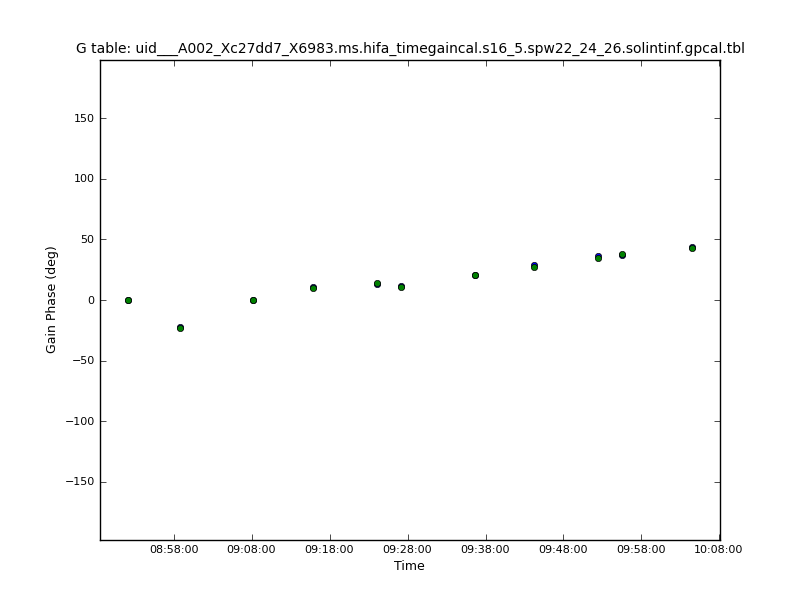 G table: uid___A002_Xc27dd7_X6983.ms.hifa_timegaincal.s16_5.spw22_24_26.solintinf.gpcal.tbl
150
100
50
0
−50
−100
−150
Gain Phase (deg)
08:58:00 09:08:00 09:18:00 09:28:00 09:38:00 09:48:00 09:58:00 10:08:00
Time